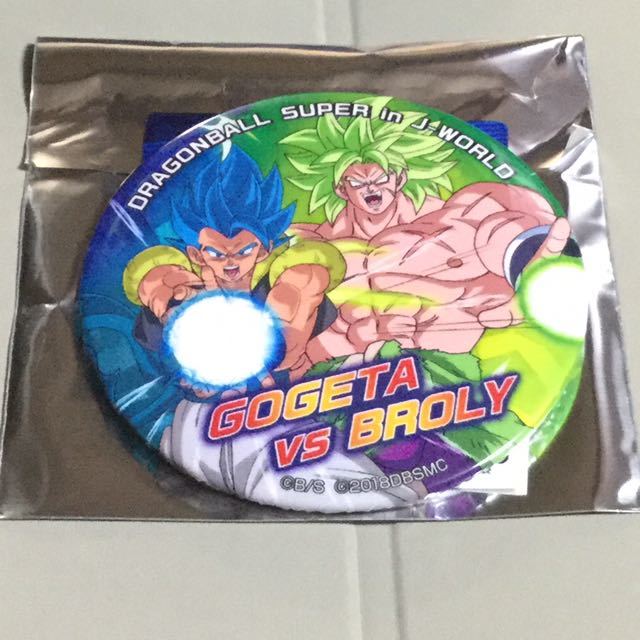 DRAGONBALL SUPER in J-WORLD
GOGETA
VS BROLY
©B/S ©2018DBSMC